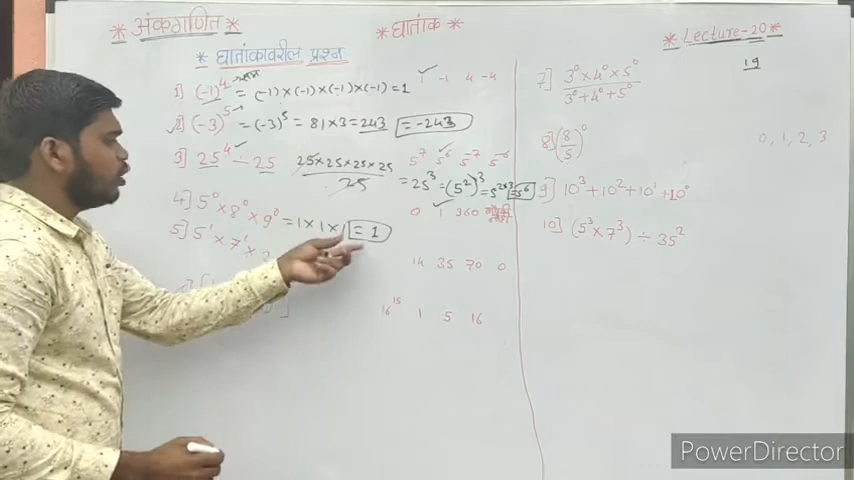 * अंकगणित *
* घातांक *
* Lecture-20 *
* घातांकावरील प्रश्न
19
1) (-1)⁴ = (-1)×(-1)×(-1)×(-1) = 1 ✓ 1 -1 4 -4
2) (-3)⁵ = (-3)⁵ = 81×3 = 243 = -243
3) 25⁴ ÷ 25 25×25×25×25 / 25 = 25³ = (5²)³ = 5²ˣ³ = 5⁶
5⁷ 5⁶ ✓ 5⁻⁷ 5⁻⁶
4] 5⁰ × 8⁰ × 9⁰ = 1×1×1 = 1
0 1 ✓ 360
5] 5¹ × 7¹ ×
14 35 70 0
16¹⁵ 1 5 16
7] 3⁰×4⁰×5⁰ / 3⁰+4⁰+5⁰
8] (8/5)⁰ 0, 1, 2, 3
9] 10³+10²+10¹+10⁰
10] (5³×7³) ÷ 35²
PowerDirector